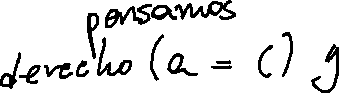 pensamos
derecho (a = c) y